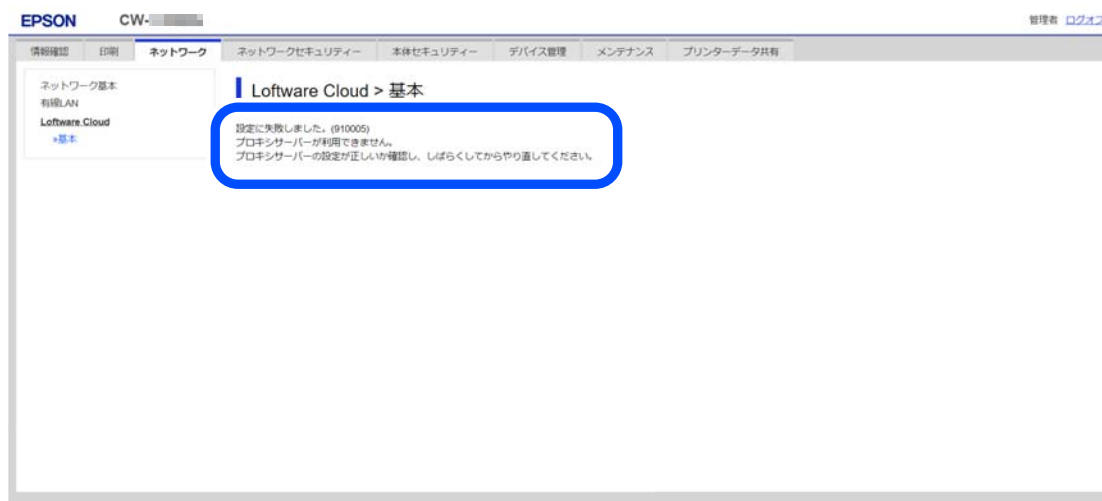 EPSON CW-
管理者 ログオフ
情報確認 印刷 ネットワーク ネットワークセキュリティー 本体セキュリティー デバイス管理 メンテナンス プリンターデータ共有
ネットワーク基本
有線LAN
Loftware Cloud
»基本
Loftware Cloud > 基本
設定に失敗しました。(910005)
プロキシサーバーが利用できません。
プロキシサーバーの設定が正しいか確認し、しばらくしてからやり直してください。